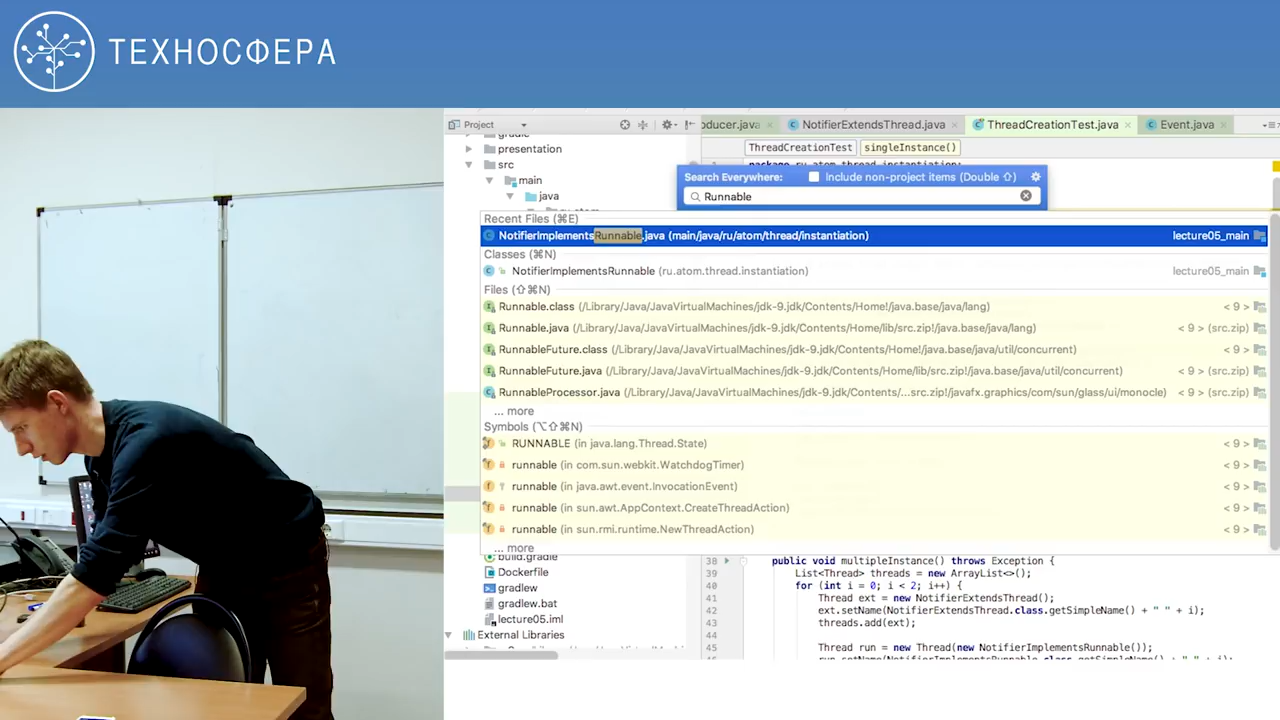 ТЕХНОСФЕРА
Project
oducer.java
NotifierExtendsThread.java
ThreadCreationTest.java
Event.java
presentation
src
main
java
ThreadCreationTest
singleInstance()
package ru.atom.thread.instantiation;
Search Everywhere:
Include non-project items (Double ⇧)
Runnable
Recent Files (⌘E)
NotifierImplementsRunnable.java (main/java/ru/atom/thread/instantiation)
lecture05_main
Classes (⌘N)
NotifierImplementsRunnable (ru.atom.thread.instantiation)
lecture05_main
Files (⇧⌘N)
Runnable.class (/Library/Java/JavaVirtualMachines/jdk-9.jdk/Contents/Home!/java.base/java/lang)
< 9 >
Runnable.java (/Library/Java/JavaVirtualMachines/jdk-9.jdk/Contents/Home/lib/src.zip!/java.base/java/lang)
< 9 > (src.zip)
RunnableFuture.class (/Library/Java/JavaVirtualMachines/jdk-9.jdk/Contents/Home!/java.base/java/util/concurrent)
< 9 >
RunnableFuture.java (/Library/Java/JavaVirtualMachines/jdk-9.jdk/Contents/Home/lib/src.zip!/java.base/java/util/concurrent)
< 9 > (src.zip)
RunnableProcessor.java (/Library/Java/JavaVirtualMachines/jdk-9.jdk/Contents/...src.zip!/javafx.graphics/com/sun/glass/ui/monocle)
< 9 > (src.zip)
... more
Symbols (⌥⇧⌘N)
RUNNABLE (in java.lang.Thread.State)
< 9 >
runnable (in com.sun.webkit.WatchdogTimer)
< 9 >
runnable (in java.awt.event.InvocationEvent)
< 9 >
runnable (in sun.awt.AppContext.CreateThreadAction)
< 9 >
runnable (in sun.rmi.runtime.NewThreadAction)
< 9 >
... more
build.gradle
Dockerfile
gradlew
gradlew.bat
lecture05.iml
External Libraries
38 public void multipleInstance() throws Exception {
39 List<Thread> threads = new ArrayList<>();
40 for (int i = 0; i < 2; i++) {
41 Thread ext = new NotifierExtendsThread();
42 ext.setName(NotifierExtendsThread.class.getSimpleName() + " " + i);
43 threads.add(ext);
44
45 Thread run = new Thread(new NotifierImplementsRunnable());
46 run.setName(NotifierImplementsRunnable.class.getSimpleName() + " " + i);